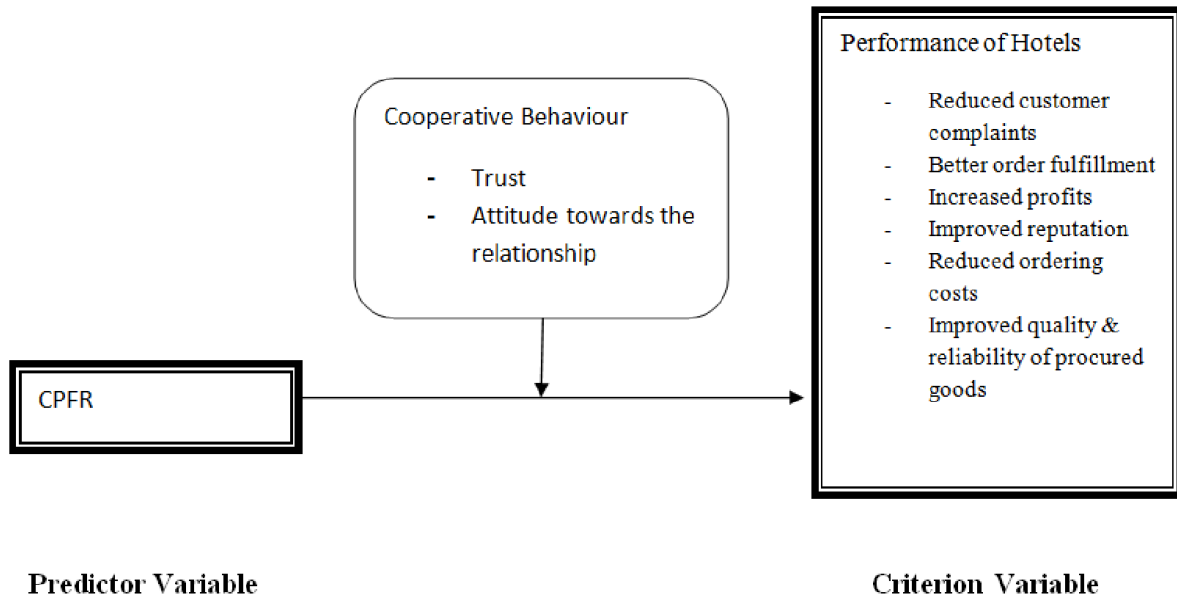 Performance of Hotels
- Reduced customer
complaints
- Better order fulfillment
- Increased profits
- Improved reputation
- Reduced ordering
costs
- Improved quality &
reliability of procured
goods
Cooperative Behaviour
- Trust
- Attitude towards the
relationship
CPFR
Predictor Variable
Criterion Variable